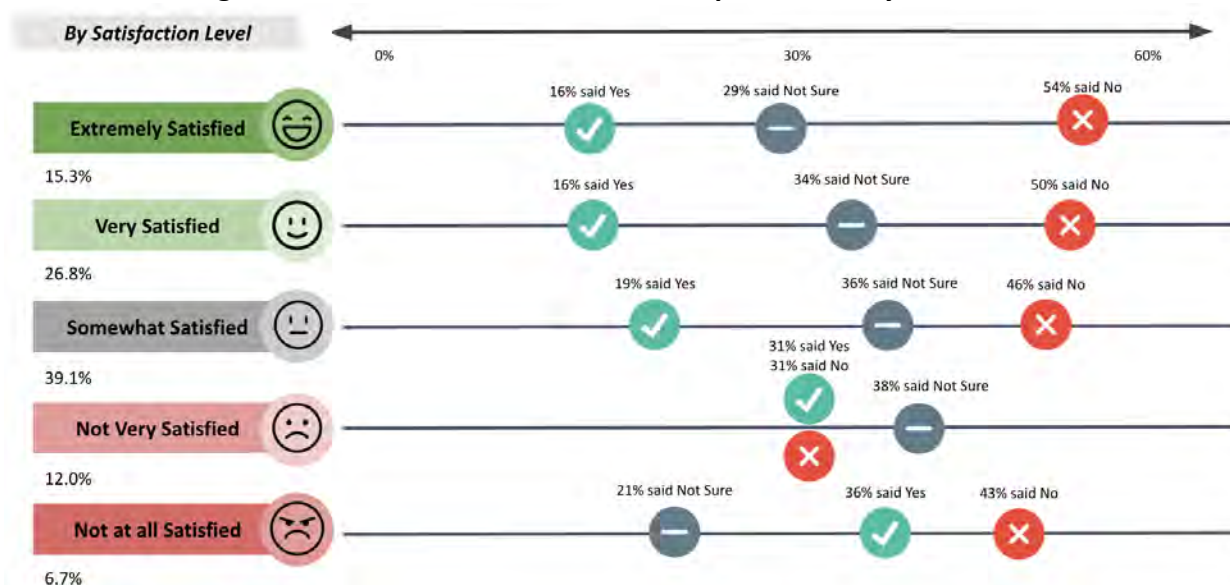 By Satisfaction Level
0% 30% 60%
16% said Yes 29% said Not Sure 54% said No
Extremely Satisfied
15.3%
16% said Yes 34% said Not Sure 50% said No
Very Satisfied
26.8%
19% said Yes 36% said Not Sure 46% said No
Somewhat Satisfied
39.1%
31% said Yes
31% said No
38% said Not Sure
Not Very Satisfied
12.0%
21% said Not Sure 36% said Yes 43% said No
Not at all Satisfied
6.7%